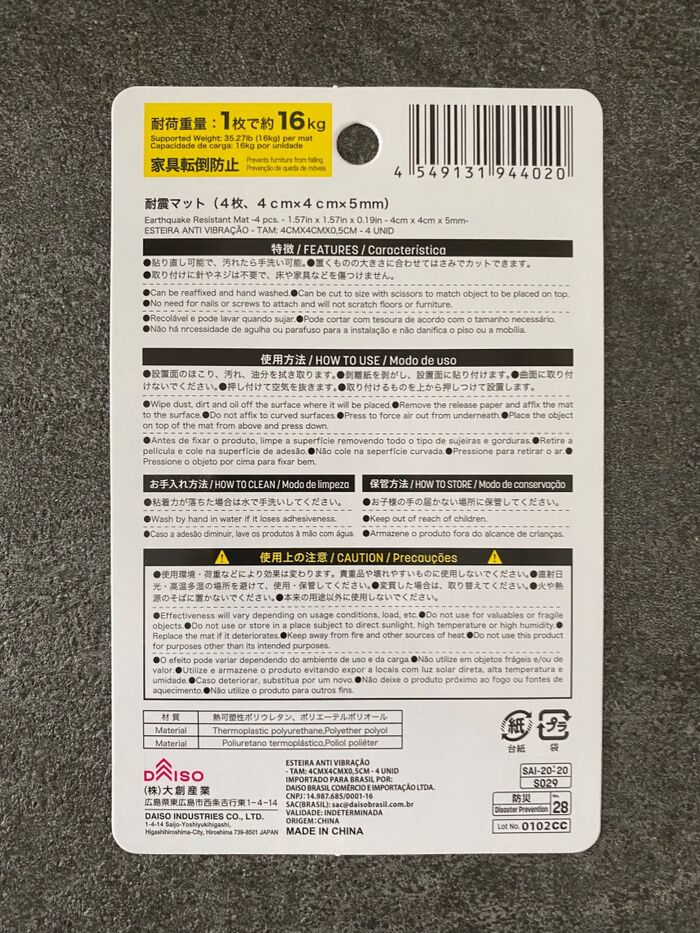 耐荷重量：1枚で約16kg
Supported Weight: 35.27lb (16kg) per mat
Capacidade de carga: 16kg por unidade
家具転倒防止
Prevents furniture from falling
Prevenção de queda de móveis
4 549131 944020
耐震マット（4枚、4cm×4cm×5mm）
Earthquake Resistant Mat -4 pcs. - 1.57in x 1.57in x 0.19in - 4cm x 4cm x 5mm-
ESTEIRA ANTI VIBRAÇÃO - TAM: 4CMX4CMX0,5CM - 4 UNID
特徴 / FEATURES / Característica
●貼り直し可能で、汚れたら手洗い可能。●置くものの大きさに合わせてはさみでカットできます。
●取り付けに針やネジは不要で、床や家具などを傷つけません。
●Can be reaffixed and hand washed.●Can be cut to size with scissors to match object to be placed on top.
●No need for nails or screws to attach and will not scratch floors or furniture.
●Recolável e pode lavar quando sujar.●Pode cortar com tesoura de acordo com o tamanho necessário.
●Não há nrcessidade de agulha ou parafuso para a instalação e não danifica o piso ou a mobília.
使用方法 / HOW TO USE / Modo de uso
●設置面のほこり、汚れ、油分を拭き取ります。●剥離紙を剥がし、設置面に貼り付けます。●曲面に取り付
けないでください。●押し付けて空気を抜きます。●取り付けるものを上から押しつけて設置します。
●Wipe dust, dirt and oil off the surface where it will be placed.●Remove the release paper and affix the mat
to the surface.●Do not affix to curved surfaces.●Press to force air out from underneath.●Place the object
on top of the mat from above and press down.
●Antes de fixar o produto, limpe a superfície removendo todo o tipo de sujeiras e gorduras.●Retire a
película e cole na superfície de adesão.●Não cole na seperfície curvada.●Pressione para retirar o ar.●
Pressione o objeto por cima para fixar bem.
お手入れ方法 / HOW TO CLEAN / Modo de limpeza
●粘着力が落ちた場合は水で手洗いしてください。
●Wash by hand in water if it loses adhesiveness.
●Caso a adesão diminuir, lave os produtos à mão com água.
保管方法 / HOW TO STORE / Modo de conservação
●お子様の手の届かない場所に保管してください。
●Keep out of reach of children.
●Armazene o produto fora do alcance de crianças.
使用上の注意 / CAUTION / Precauções
●使用環境・荷重などにより効果は変わります。貴重品や壊れやすいものに使用しないでください。●直射日
光・高温多湿の場所を避けて、使用・保管してください。●変質した場合は、取り替えてください。●火や熱
源のそばに置かないでください。●本来の用途以外に使用しないでください。
●Effectiveness will vary depending on usage conditions, load, etc.●Do not use for valuables or fragile
objects.●Do not use or store in a place subject to direct sunlight, high temperature or high humidity.●
Replace the mat if it deteriorates.●Keep away from fire and other sources of heat.●Do not use this product
for purposes other than its intended purposes.
●O efeito pode variar dependendo do ambiente de uso e da carga.●Não utilize em objetos frágeis e/ou de
valor.●Utilize e armazene o produto evitando expor a locais com luz solar direta, alta temperatura e
umidade.●Caso deteriorar, substitua por um novo.●Não deixe o produto próximo ao fogo ou fontes de
aquecimento.●Não utilize o produto para outros fins.
材質 熱可塑性ポリウレタン、ポリエーテルポリオール
Material Thermoplastic polyurethane,Polyether polyol
Material Poliuretano termoplástico,Poliol poliéter
紙
台紙
プラ
袋
DAISO
(株)大創産業
広島県東広島市西条吉行東1-4-14
DAISO INDUSTRIES CO., LTD.
1-4-14 Saijo-Yoshiyukihigashi,
Higashihiroshima-City, Hiroshima 739-8501 JAPAN
ESTEIRA ANTI VIBRAÇÃO
- TAM: 4CMX4CMX0,5CM - 4 UNID
IMPORTADO PARA BRASIL POR:
DAISO BRASIL COMÉRCIO E IMPORTAÇÃO LTDA.
CNPJ: 14.987.685/0001-16
SAC(BRASIL): sac@daisobrasil.com.br
VALIDADE: INDETERMINADA
ORIGEM:CHINA
MADE IN CHINA
SAI-20-20
S029
防災
Disaster Prevention
No. 28
Lot No. 0102CC